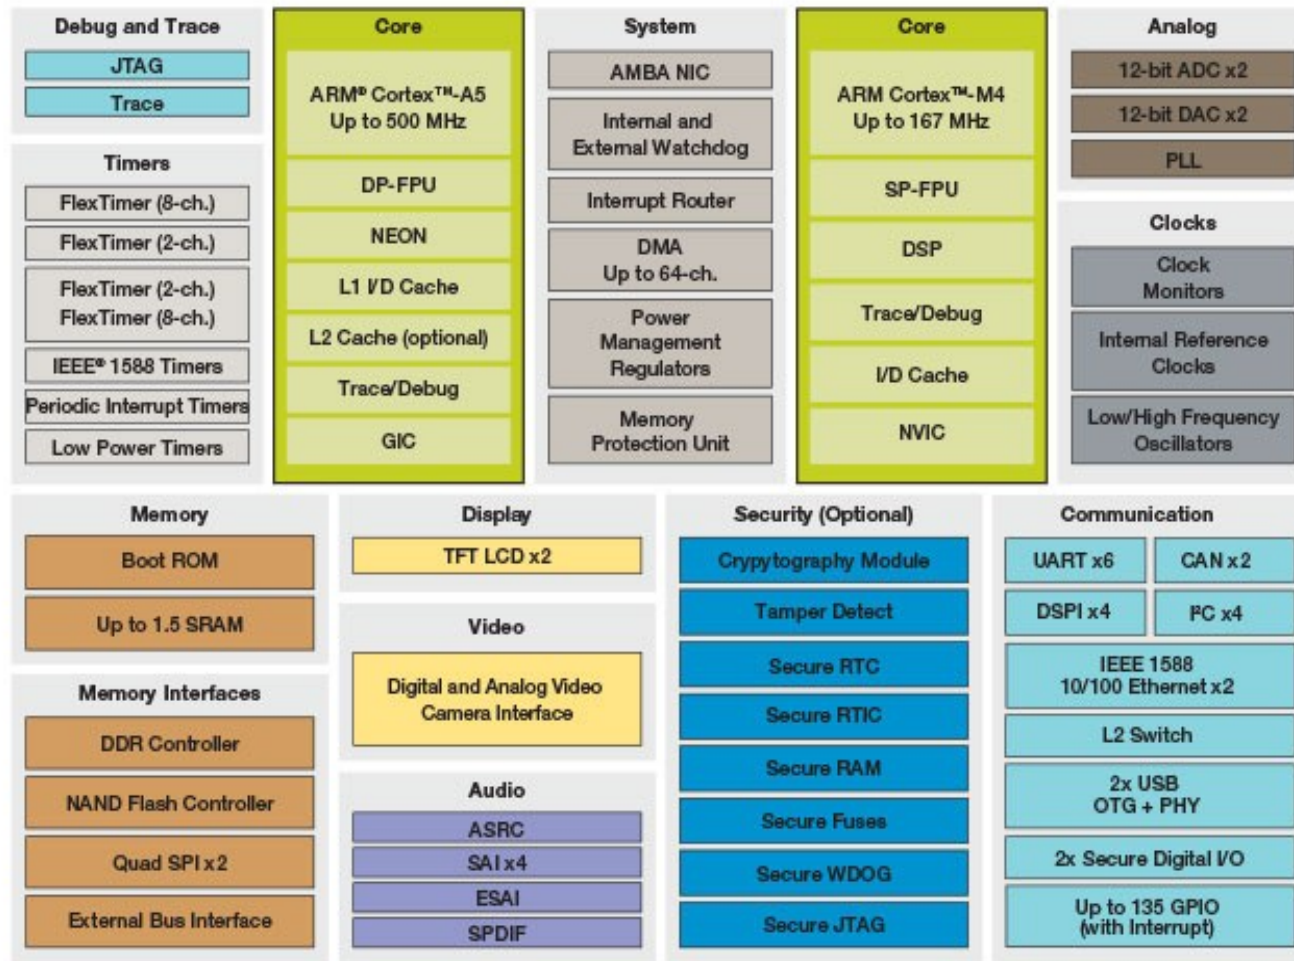 Debug and Trace
JTAG
Trace
Timers
FlexTimer (8-ch.)
FlexTimer (2-ch.)
FlexTimer (2-ch.)
FlexTimer (8-ch.)
IEEE® 1588 Timers
Periodic Interrupt Timers
Low Power Timers
Core
ARM® Cortex™-A5
Up to 500 MHz
DP-FPU
NEON
L1 I/D Cache
L2 Cache (optional)
Trace/Debug
GIC
System
AMBA NIC
Internal and
External Watchdog
Interrupt Router
DMA
Up to 64-ch.
Power
Management
Regulators
Memory
Protection Unit
Core
ARM Cortex™-M4
Up to 167 MHz
SP-FPU
DSP
Trace/Debug
I/D Cache
NVIC
Analog
12-bit ADC x2
12-bit DAC x2
PLL
Clocks
Clock
Monitors
Internal Reference
Clocks
Low/High Frequency
Oscillators
Memory
Boot ROM
Up to 1.5 SRAM
Memory Interfaces
DDR Controller
NAND Flash Controller
Quad SPI x2
External Bus Interface
Display
TFT LCD x2
Video
Digital and Analog Video
Camera Interface
Audio
ASRC
SAI x4
ESAI
SPDIF
Security (Optional)
Crypytography Module
Tamper Detect
Secure RTC
Secure RTIC
Secure RAM
Secure Fuses
Secure WDOG
Secure JTAG
Communication
UART x6
CAN x2
DSPI x4
I²C x4
IEEE 1588
10/100 Ethernet x2
L2 Switch
2x USB
OTG + PHY
2x Secure Digital I/O
Up to 135 GPIO
(with Interrupt)